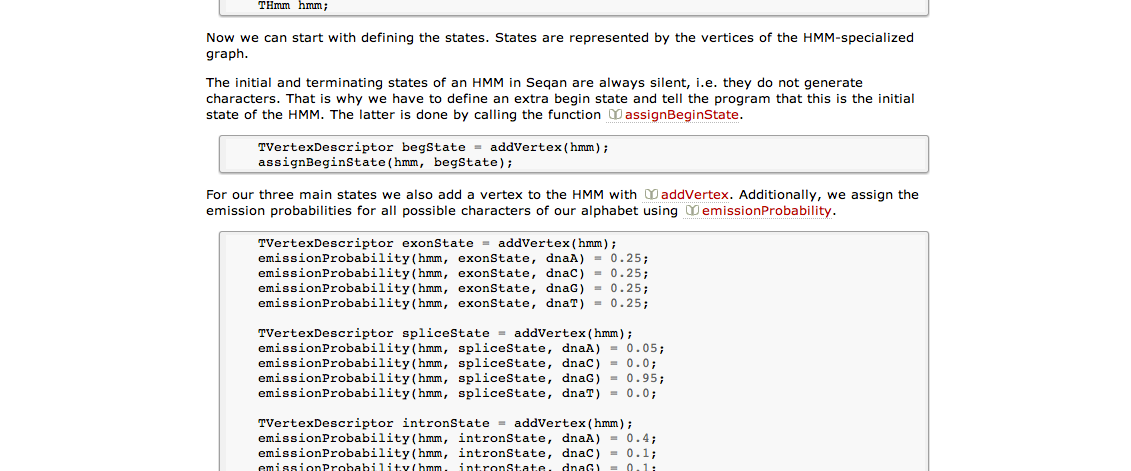 THmm hmm;
Now we can start with defining the states. States are represented by the vertices of the HMM-specialized
graph.
The initial and terminating states of an HMM in Seqan are always silent, i.e. they do not generate
characters. That is why we have to define an extra begin state and tell the program that this is the initial
state of the HMM. The latter is done by calling the function assignBeginState.
TVertexDescriptor begState = addVertex(hmm);
assignBeginState(hmm, begState);
For our three main states we also add a vertex to the HMM with addVertex. Additionally, we assign the
emission probabilities for all possible characters of our alphabet using emissionProbability.
TVertexDescriptor exonState = addVertex(hmm);
emissionProbability(hmm, exonState, dnaA) = 0.25;
emissionProbability(hmm, exonState, dnaC) = 0.25;
emissionProbability(hmm, exonState, dnaG) = 0.25;
emissionProbability(hmm, exonState, dnaT) = 0.25;
TVertexDescriptor spliceState = addVertex(hmm);
emissionProbability(hmm, spliceState, dnaA) = 0.05;
emissionProbability(hmm, spliceState, dnaC) = 0.0;
emissionProbability(hmm, spliceState, dnaG) = 0.95;
emissionProbability(hmm, spliceState, dnaT) = 0.0;
TVertexDescriptor intronState = addVertex(hmm);
emissionProbability(hmm, intronState, dnaA) = 0.4;
emissionProbability(hmm, intronState, dnaC) = 0.1;
emissionProbability(hmm, intronState, dnaG) = 0.1;